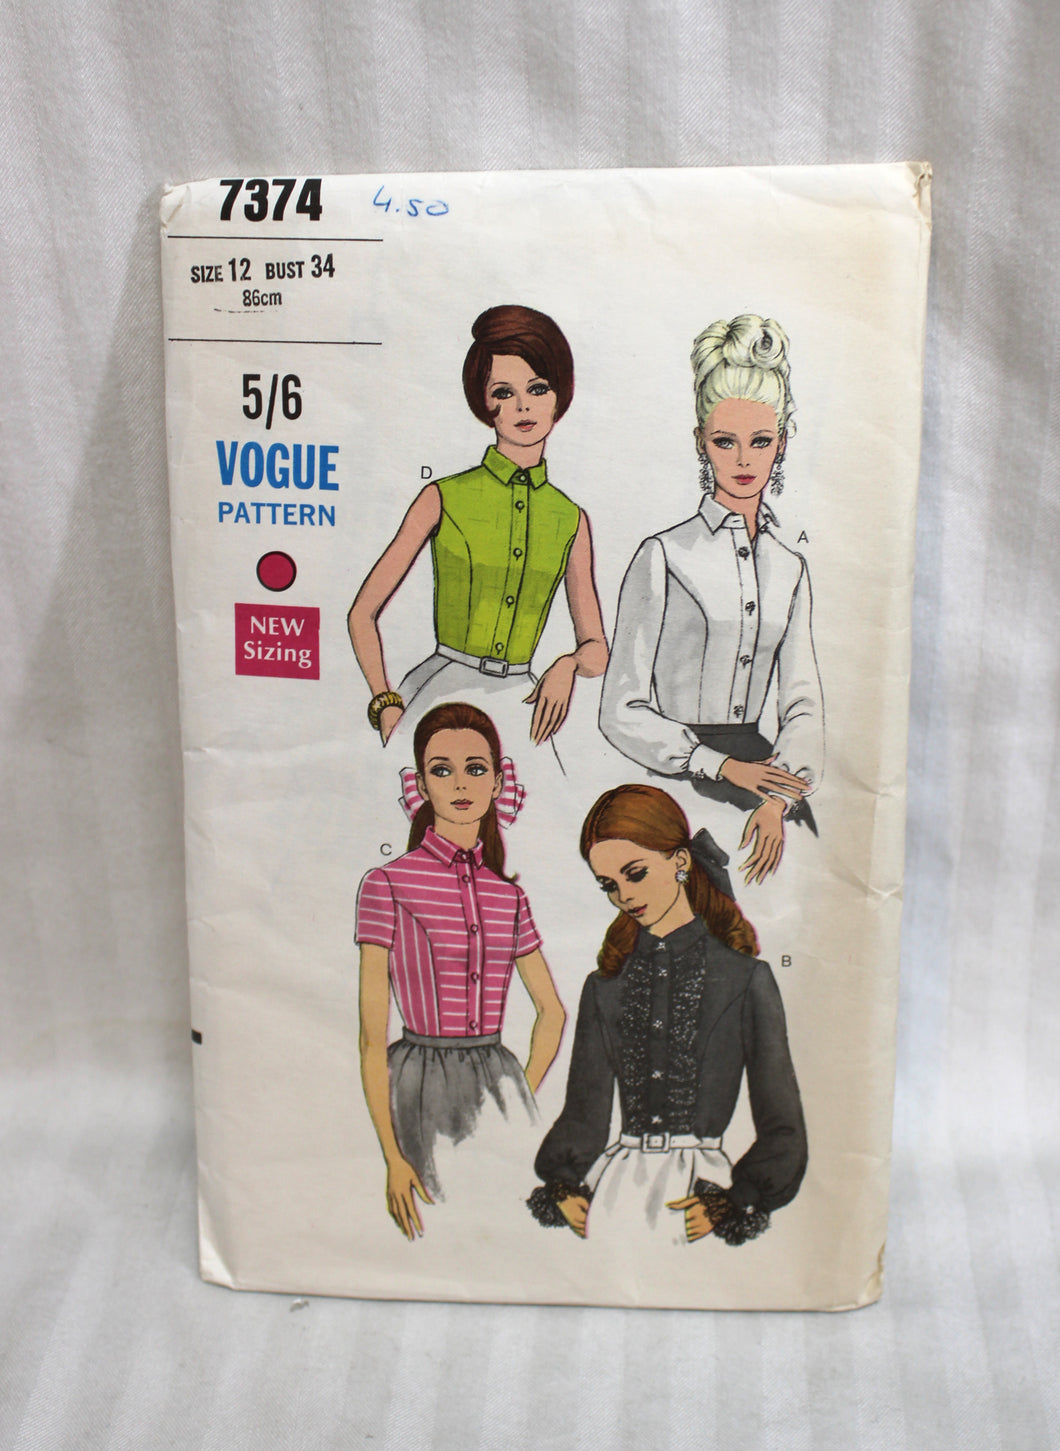 7374
4.50
SIZE 12 BUST 34
86cm
5/6
VOGUE
PATTERN
NEW
Sizing
D
A
C
B